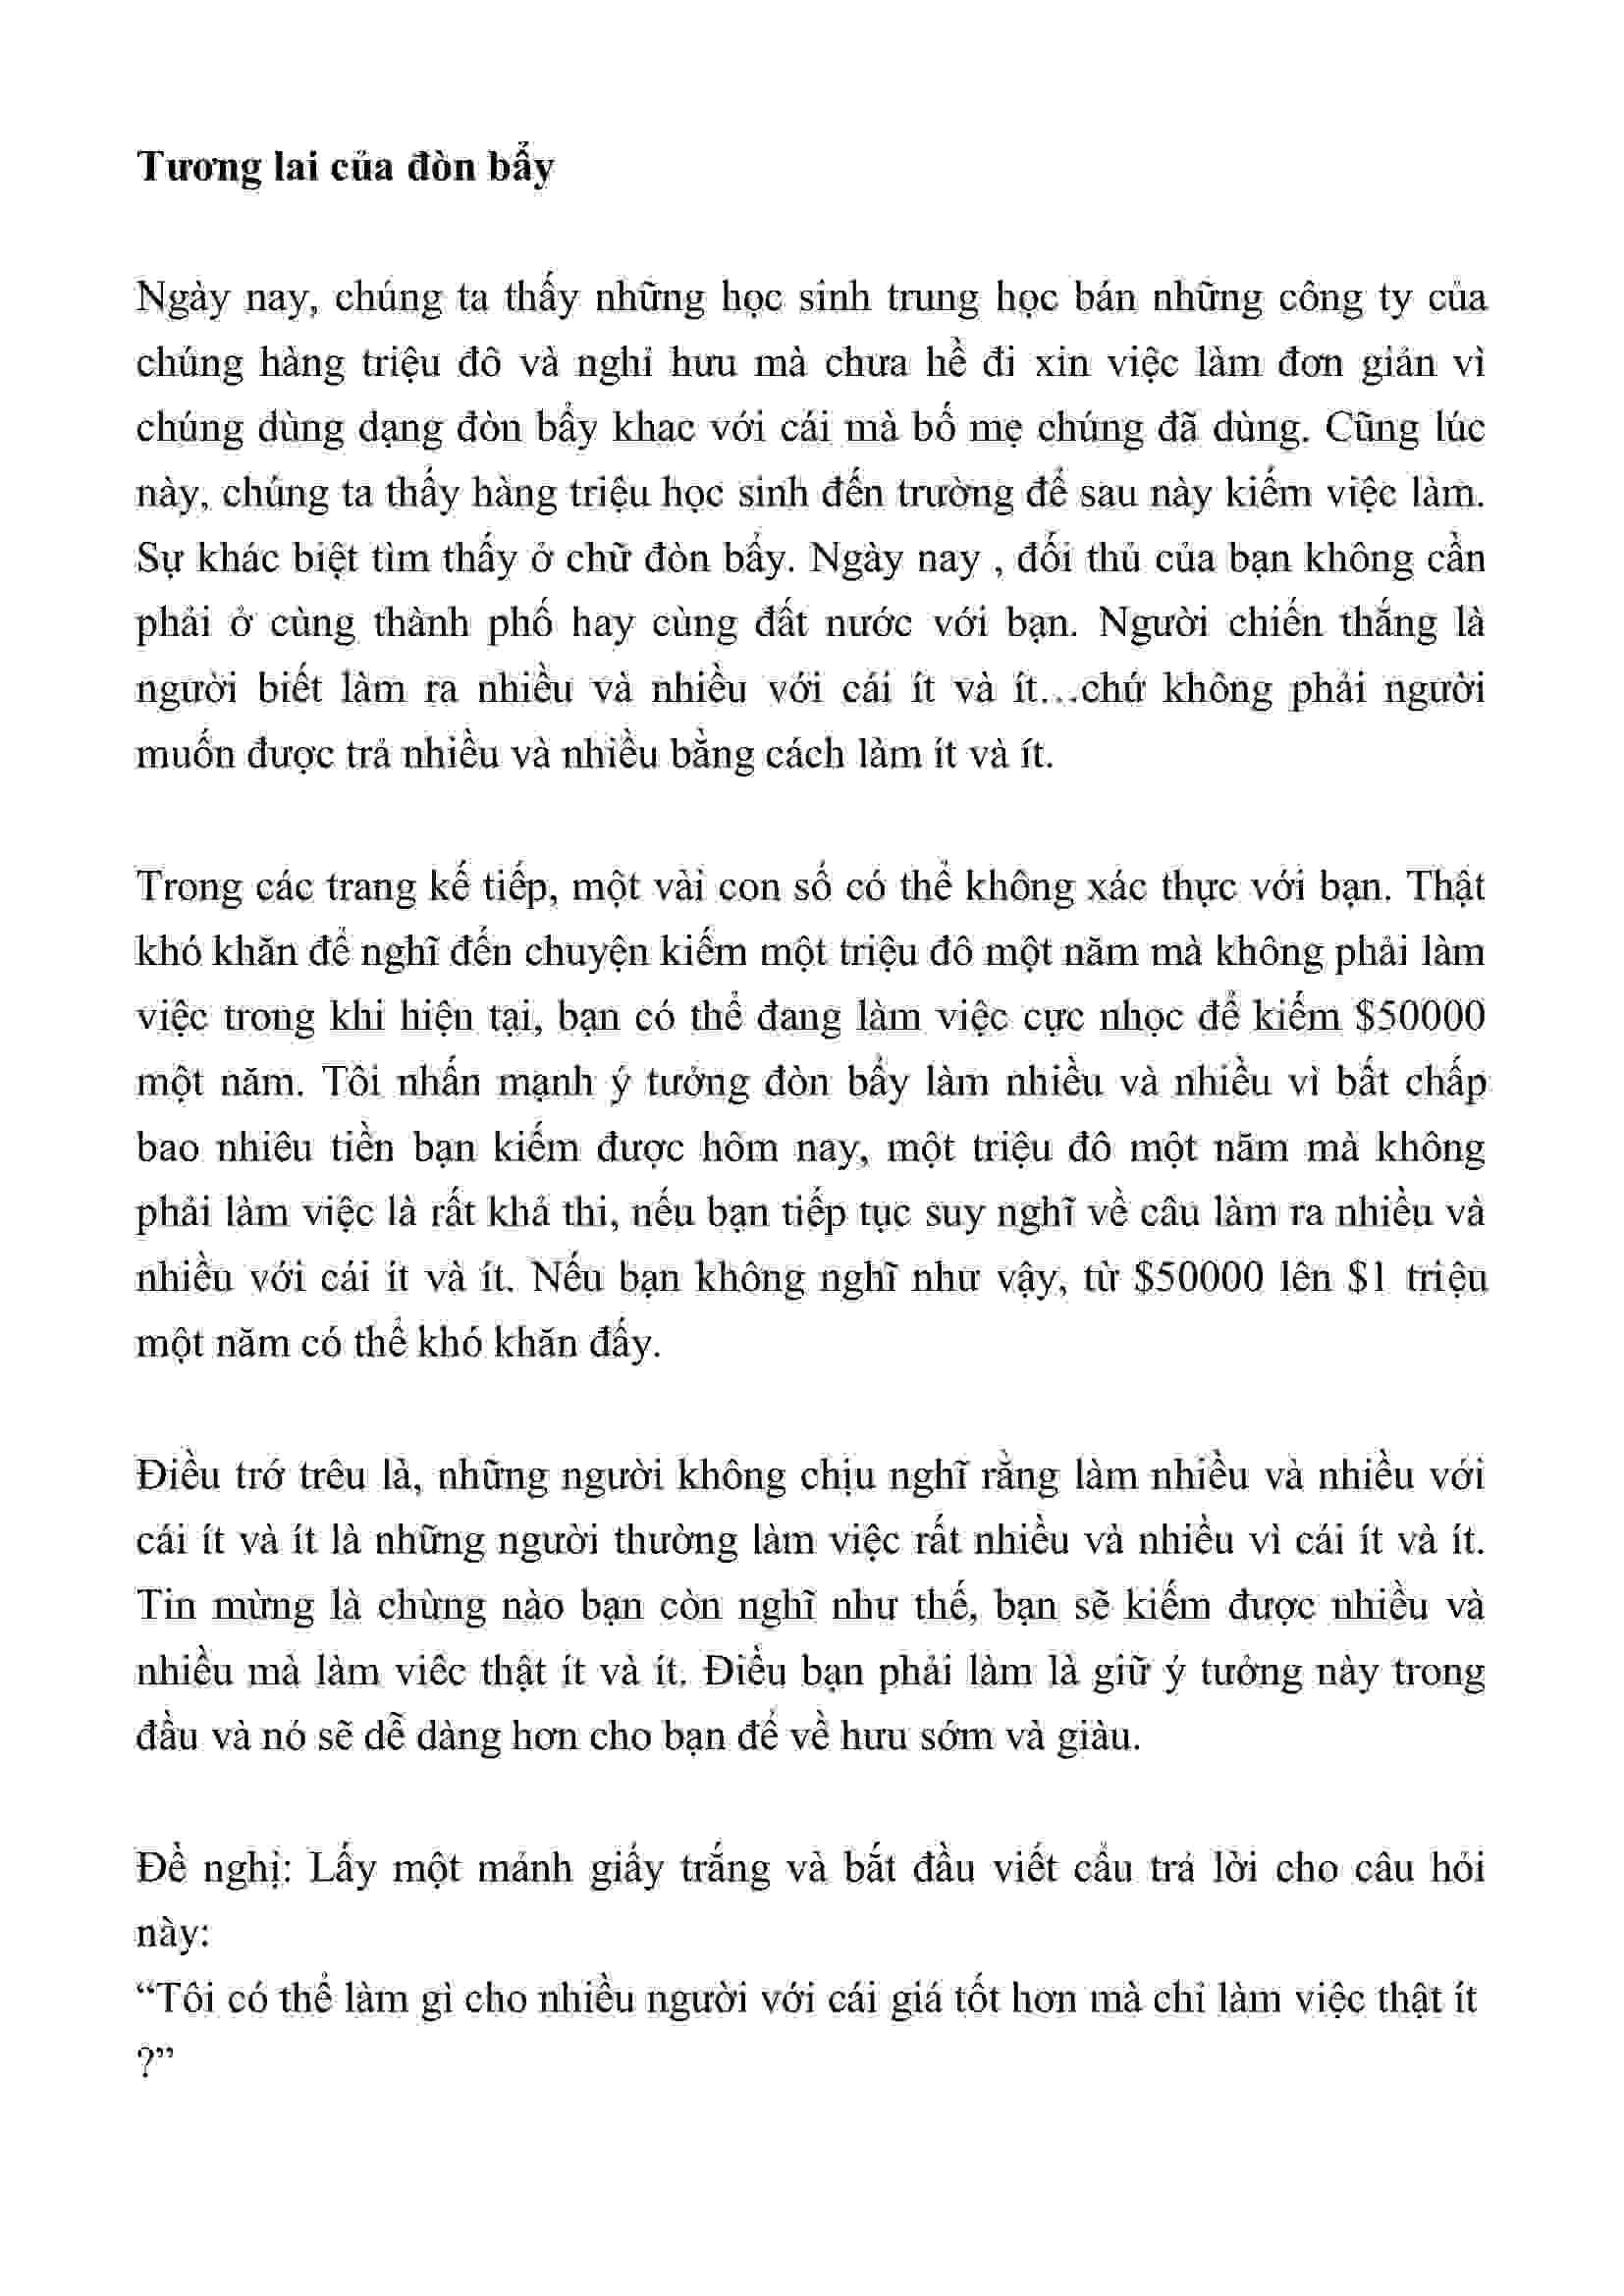 Tương lai của đòn bẩy
Ngày nay, chúng ta thấy những học sinh trung học bán những công ty của
chúng hàng triệu đô và nghỉ hưu mà chưa hề đi xin việc làm đơn giản vì
chúng dùng dạng đòn bẩy khac với cái mà bố mẹ chúng đã dùng. Cũng lúc
này, chúng ta thấy hàng triệu học sinh đến trường để sau này kiếm việc làm.
Sự khác biệt tìm thấy ở chữ đòn bẩy. Ngày nay , đối thủ của bạn không cần
phải ở cùng thành phố hay cùng đất nước với bạn. Người chiến thắng là
người biết làm ra nhiều và nhiều với cái ít và ít…chứ không phải người
muốn được trả nhiều và nhiều bằng cách làm ít và ít.
Trong các trang kế tiếp, một vài con số có thể không xác thực với bạn. Thật
khó khăn để nghĩ đến chuyện kiếm một triệu đô một năm mà không phải làm
việc trong khi hiện tại, bạn có thể đang làm việc cực nhọc để kiếm $50000
một năm. Tôi nhấn mạnh ý tưởng đòn bẩy làm nhiều và nhiều vì bất chấp
bao nhiêu tiền bạn kiếm được hôm nay, một triệu đô một năm mà không
phải làm việc là rất khả thi, nếu bạn tiếp tục suy nghĩ về câu làm ra nhiều và
nhiều với cái ít và ít. Nếu bạn không nghĩ như vậy, từ $50000 lên $1 triệu
một năm có thể khó khăn đấy.
Điều trớ trêu là, những người không chịu nghĩ rằng làm nhiều và nhiều với
cái ít và ít là những người thường làm việc rất nhiều và nhiều vì cái ít và ít.
Tin mừng là chừng nào bạn còn nghĩ như thế, bạn sẽ kiếm được nhiều và
nhiều mà làm viêc thật ít và ít. Điều bạn phải làm là giữ ý tưởng này trong
đầu và nó sẽ dễ dàng hơn cho bạn để về hưu sớm và giàu.
Đề nghị: Lấy một mảnh giấy trắng và bắt đầu viết cẩu trả lời cho câu hỏi
này:
“Tôi có thể làm gì cho nhiều người với cái giá tốt hơn mà chỉ làm việc thật ít
?”